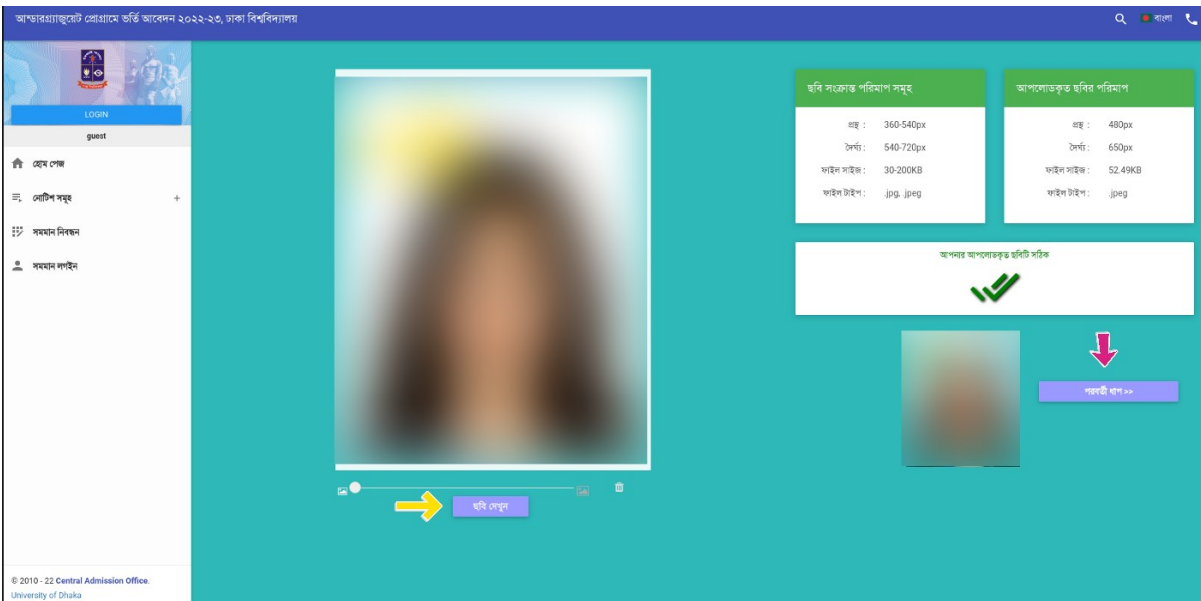 আন্ডারগ্র্যাজুয়েট প্রোগ্রামে ভর্তি আবেদন ২০২২-২৩, ঢাকা বিশ্ববিদ্যালয়
বাংলা
LOGIN
guest
হোম পেজ
নোটিশ সমূহ +
সমমান নিবন্ধন
সমমান লগইন
© 2010 - 22 Central Admission Office.
University of Dhaka
ছবি দেখুন
ছবি সংক্রান্ত পরিমাপ সমূহ
প্রস্থ : 360-540px
দৈর্ঘ্য : 540-720px
ফাইল সাইজ : 30-200KB
ফাইল টাইপ : .jpg, .jpeg
আপলোডকৃত ছবির পরিমাপ
প্রস্থ : 480px
দৈর্ঘ্য : 650px
ফাইল সাইজ : 52.49KB
ফাইল টাইপ : .jpeg
আপনার আপলোডকৃত ছবিটি সঠিক
পরবর্তী ধাপ >>